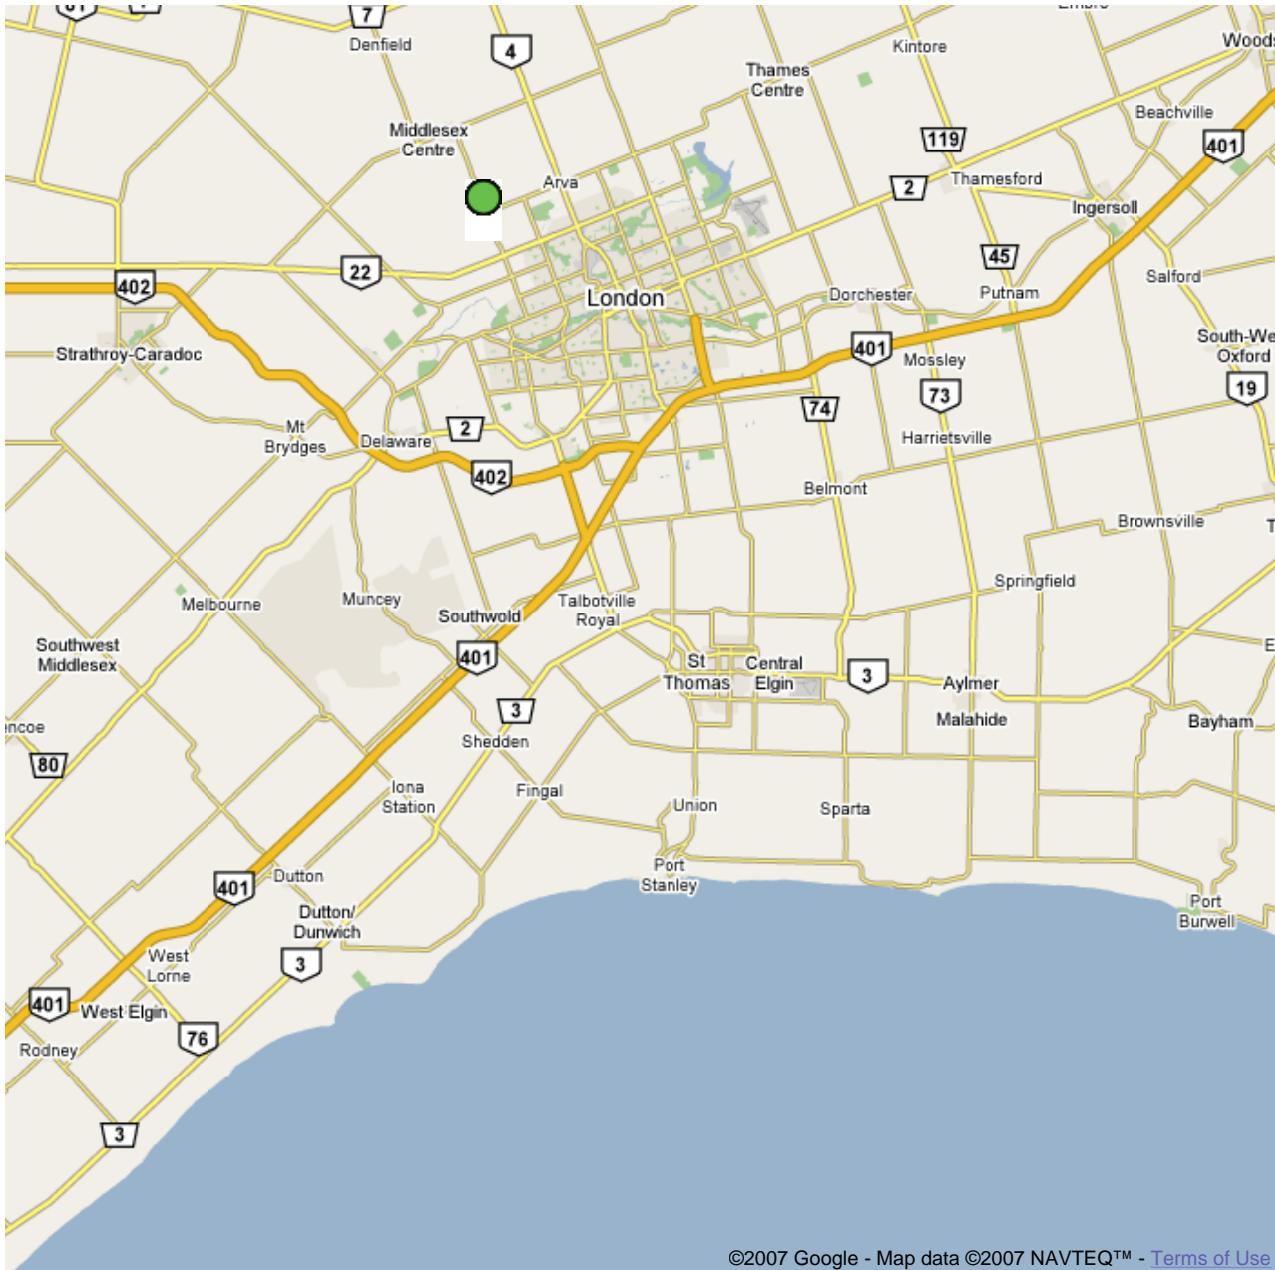 7
Denfield
4
Kintore
Thames
Centre
Beachville
Middlesex
Centre
119
401
Arva
2
Thamesford
Ingersoll
22
45
402
London
Dorchester
Putnam
Salford
Strathroy-Caradoc
401
Mossley
Oxford
19
73
74
Mt
Brydges
Delaware
2
Harrietsville
402
Belmont
Brownsville
Springfield
Melbourne
Muncey
Southwold
Talbotville
Royal
Southwest
Middlesex
401
St
Thomas
Central
Elgin
3
Aylmer
3
Malahide
Bayham
encoe
80
Shedden
Iona
Station
Fingal
Union
Sparta
Port
Stanley
401
Dutton
Port
Burwell
Dutton/
Dunwich
West
Lorne
3
401
West Elgin
76
Rodney
3
©2007 Google - Map data ©2007 NAVTEQ™ - Terms of Use